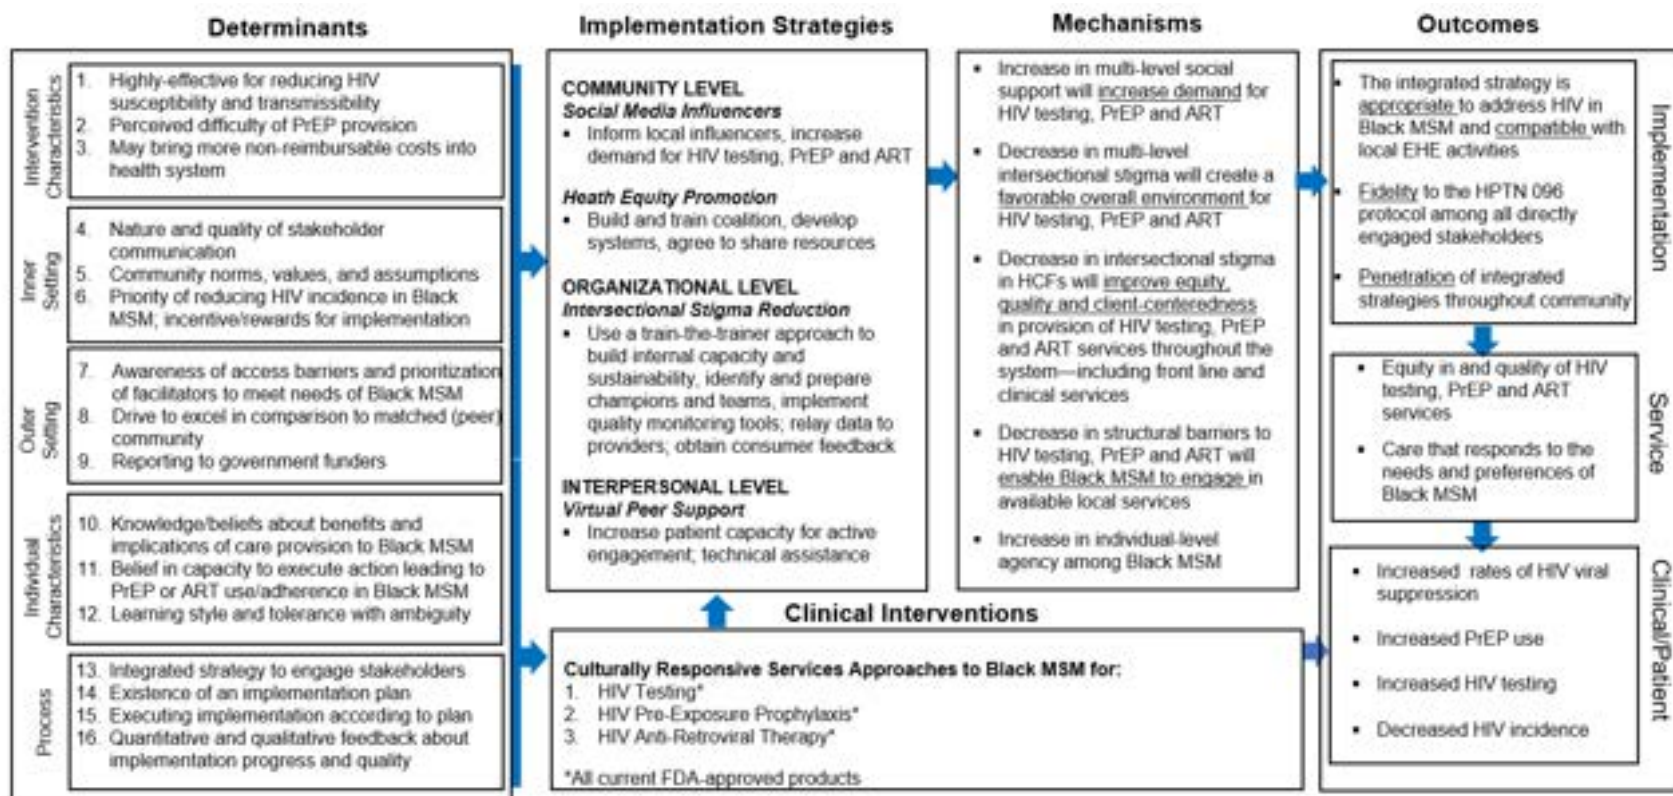 Determinants
Intervention
Characteristics
1. Highly-effective for reducing HIV
susceptibility and transmissibility
2. Perceived difficulty of PrEP provision
3. May bring more non-reimbursable costs into
health system
Inner
Setting
4. Nature and quality of stakeholder
communication
5. Community norms, values, and assumptions
6. Priority of reducing HIV incidence in Black
MSM; incentive/rewards for implementation
Outer
Setting
7. Awareness of access barriers and prioritization
of facilitators to meet needs of Black MSM
8. Drive to excel in comparison to matched (peer)
community
9. Reporting to government funders
Individual
Characteristics
10. Knowledge/beliefs about benefits and
implications of care provision to Black MSM
11. Belief in capacity to execute action leading to
PrEP or ART use/adherence in Black MSM
12. Learning style and tolerance with ambiguity
Process
13. Integrated strategy to engage stakeholders
14. Existence of an implementation plan
15. Executing implementation according to plan
16. Quantitative and qualitative feedback about
implementation progress and quality
Implementation Strategies
COMMUNITY LEVEL
Social Media Influencers
▪ Inform local influencers, increase
demand for HIV testing, PrEP and ART
Heath Equity Promotion
▪ Build and train coalition, develop
systems, agree to share resources
ORGANIZATIONAL LEVEL
Intersectional Stigma Reduction
▪ Use a train-the-trainer approach to
build internal capacity and
sustainability, identify and prepare
champions and teams, implement
quality monitoring tools; relay data to
providers; obtain consumer feedback
INTERPERSONAL LEVEL
Virtual Peer Support
▪ Increase patient capacity for active
engagement; technical assistance
Mechanisms
▪ Increase in multi-level social
support will increase demand for
HIV testing, PrEP and ART
▪ Decrease in multi-level
intersectional stigma will create a
favorable overall environment for
HIV testing, PrEP and ART
▪ Decrease in intersectional stigma
in HCFs will improve equity,
quality and client-centeredness
in provision of HIV testing, PrEP
and ART services throughout the
system—including front line and
clinical services
▪ Decrease in structural barriers to
HIV testing, PrEP and ART will
enable Black MSM to engage in
available local services
▪ Increase in individual-level
agency among Black MSM
Clinical Interventions
Culturally Responsive Services Approaches to Black MSM for:
1. HIV Testing*
2. HIV Pre-Exposure Prophylaxis*
3. HIV Anti-Retroviral Therapy*
*All current FDA-approved products
Outcomes
▪ The integrated strategy is
appropriate to address HIV in
Black MSM and compatible with
local EHE activities
▪ Fidelity to the HPTN 096
protocol among all directly
engaged stakeholders
▪ Penetration of integrated
strategies throughout community
Implementation
▪ Equity in and quality of HIV
testing, PrEP and ART
services
▪ Care that responds to the
needs and preferences of
Black MSM
Service
▪ Increased rates of HIV viral
suppression
▪ Increased PrEP use
▪ Increased HIV testing
▪ Decreased HIV incidence
Clinical/Patient